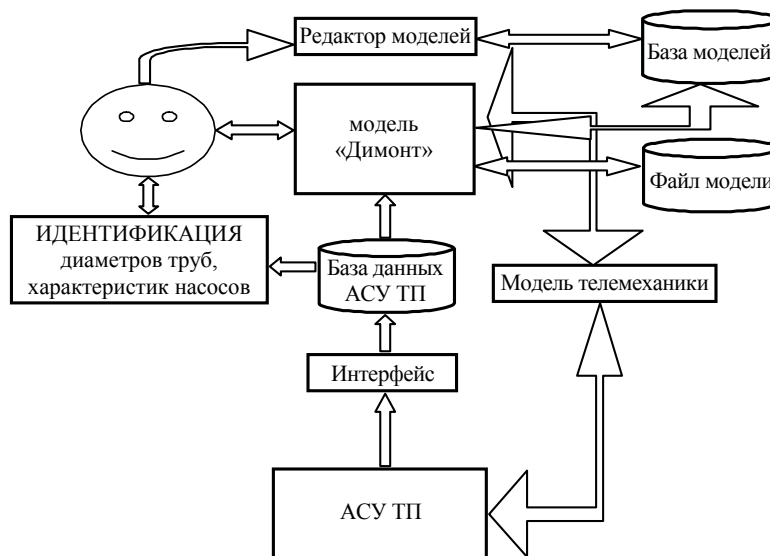 Редактор моделей
База моделей
модель
«Димонт»
Файл модели
ИДЕНТИФИКАЦИЯ
диаметров труб,
характеристик насосов
База данных
АСУ ТП
Модель телемеханики
Интерфейс
АСУ ТП